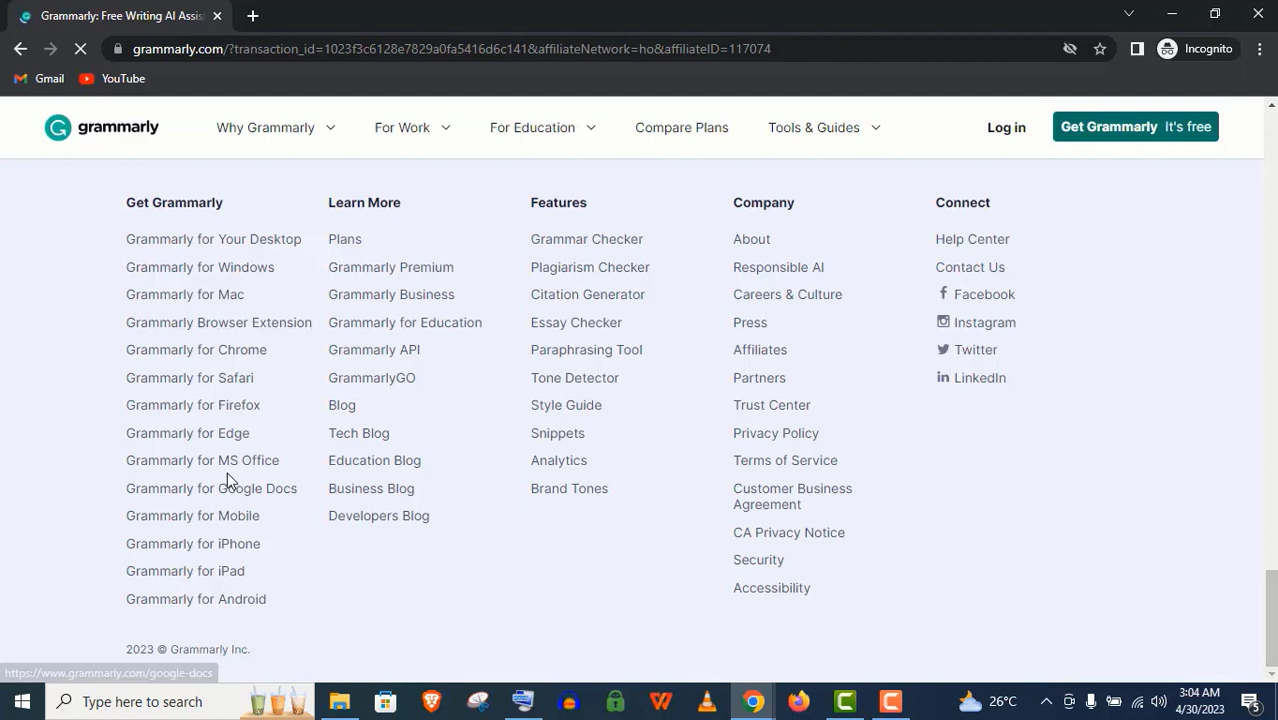 Grammarly: Free Writing AI Assis
grammarly.com/?transaction_id=1023f3c6128e7829a0fa5416d6c141&affiliateNetwork=ho&affiliateID=117074
Incognito
Gmail
YouTube
grammarly
Why Grammarly
For Work
For Education
Compare Plans
Tools & Guides
Log in
Get Grammarly It's free
Get Grammarly
Grammarly for Your Desktop
Grammarly for Windows
Grammarly for Mac
Grammarly Browser Extension
Grammarly for Chrome
Grammarly for Safari
Grammarly for Firefox
Grammarly for Edge
Grammarly for MS Office
Grammarly for Google Docs
Grammarly for Mobile
Grammarly for iPhone
Grammarly for iPad
Grammarly for Android
Learn More
Plans
Grammarly Premium
Grammarly Business
Grammarly for Education
Grammarly API
GrammarlyGO
Blog
Tech Blog
Education Blog
Business Blog
Developers Blog
Features
Grammar Checker
Plagiarism Checker
Citation Generator
Essay Checker
Paraphrasing Tool
Tone Detector
Style Guide
Snippets
Analytics
Brand Tones
Company
About
Responsible AI
Careers & Culture
Press
Affiliates
Partners
Trust Center
Privacy Policy
Terms of Service
Customer Business
Agreement
CA Privacy Notice
Security
Accessibility
Connect
Help Center
Contact Us
Facebook
Instagram
Twitter
LinkedIn
2023 © Grammarly Inc.
https://www.grammarly.com/google-docs
Type here to search
26°C
3:04 AM
4/30/2023
5